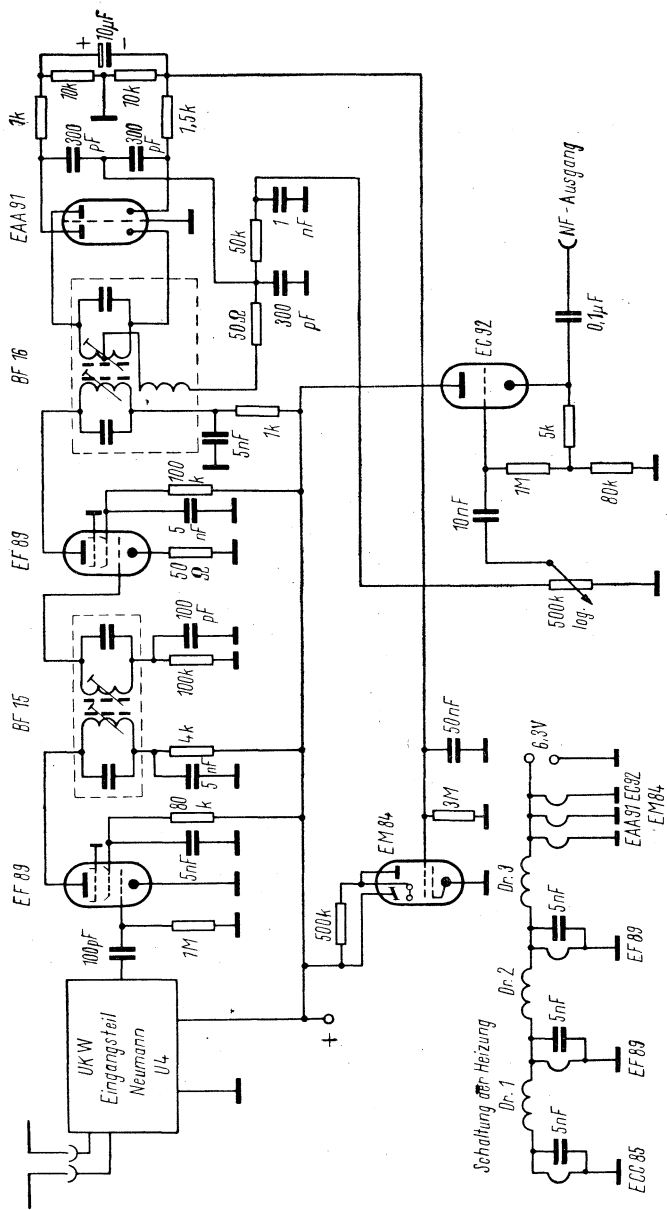 UKW
Eingangsteil
Neumann
U4
100pF
1M
EF 89
5nF
80
k
5nF
4k
BF 15
100k
100
pF
EF 89
50
Ω
5
nF
100
k
5nF
1k
BF 16
EAA 91
300
pF
300
pF
1k
1,5k
10k
10k
+
10µF
-
50Ω
300
pF
50k
1
nF
+
500k
EM 84
3M
50nF
EC 92
10nF
1M
5k
80k
500k
log.
0,1µF
NF-Ausgang
Schaltung der Heizung
Dr. 1
Dr. 2
Dr. 3
6,3V
5nF
5nF
5nF
ECC 85
EF 89
EF 89
EAA91 EC92
EM 84